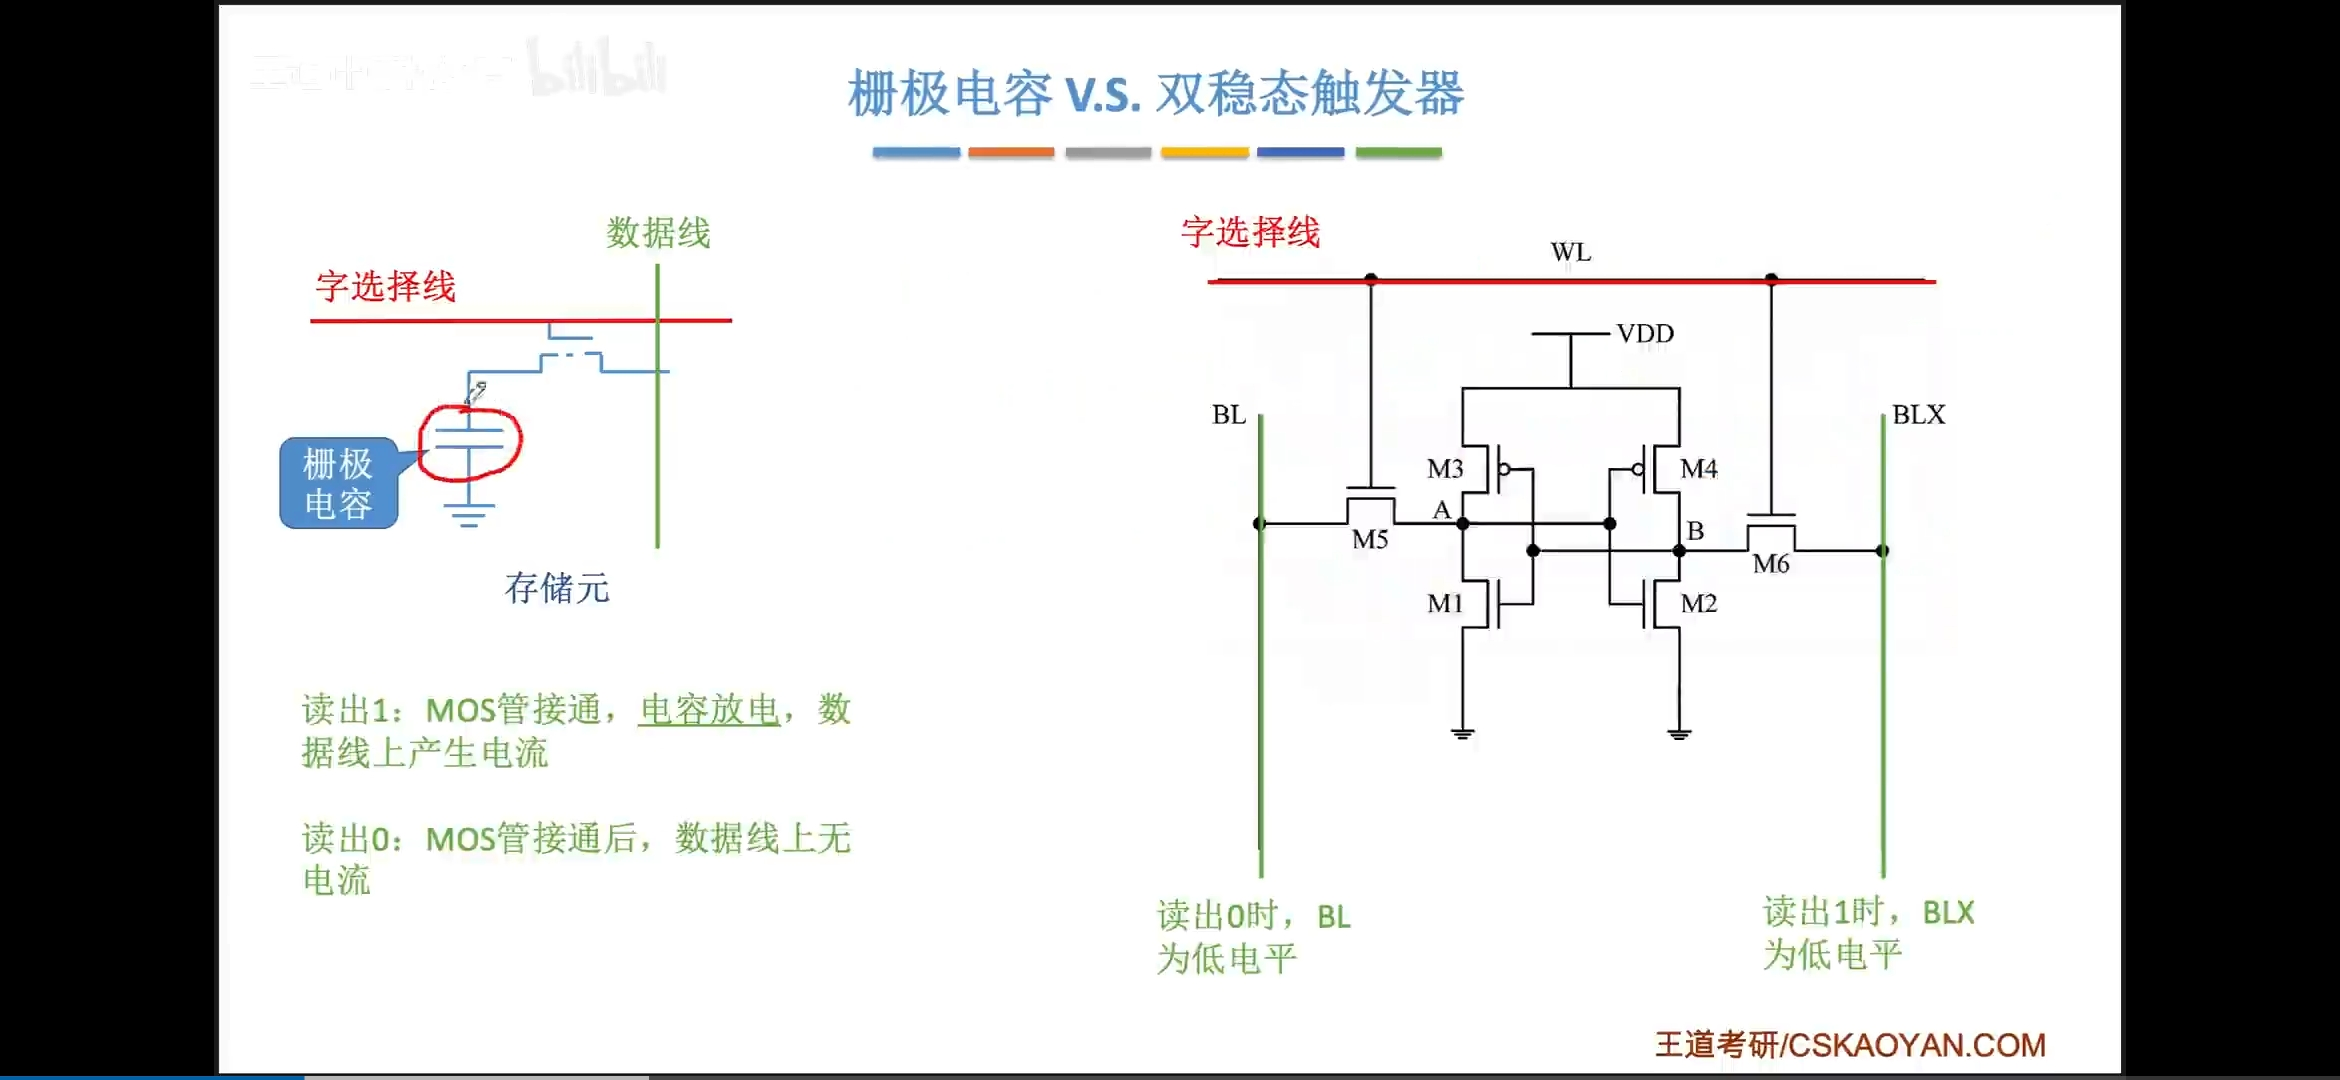 bilibili
栅极电容 V.S. 双稳态触发器
数据线
字选择线
栅极
电容
存储元
读出1：MOS管接通，电容放电，数
据线上产生电流
读出0：MOS管接通后，数据线上无
电流
字选择线
WL
VDD
BL
BLX
M3
M4
A
B
M5
M6
M1
M2
读出0时，BL
为低电平
读出1时，BLX
为低电平
王道考研/CSKAOYAN.COM